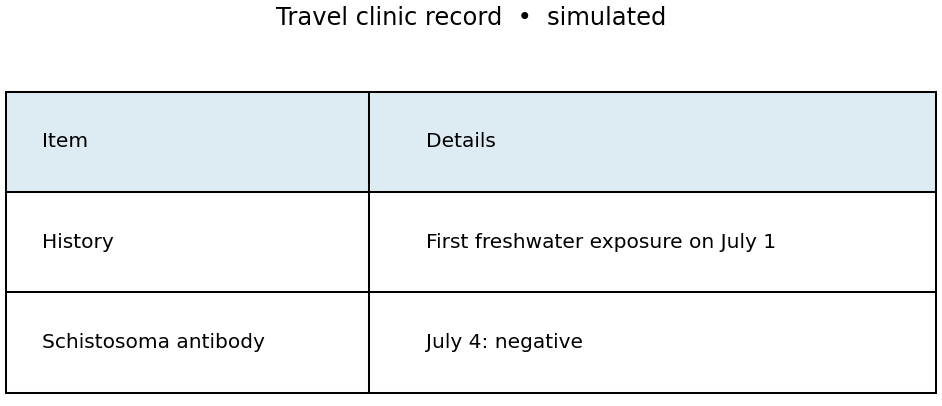 Travel clinic record • simulated
Item Details
History First freshwater exposure on July 1
Schistosoma antibody July 4: negative